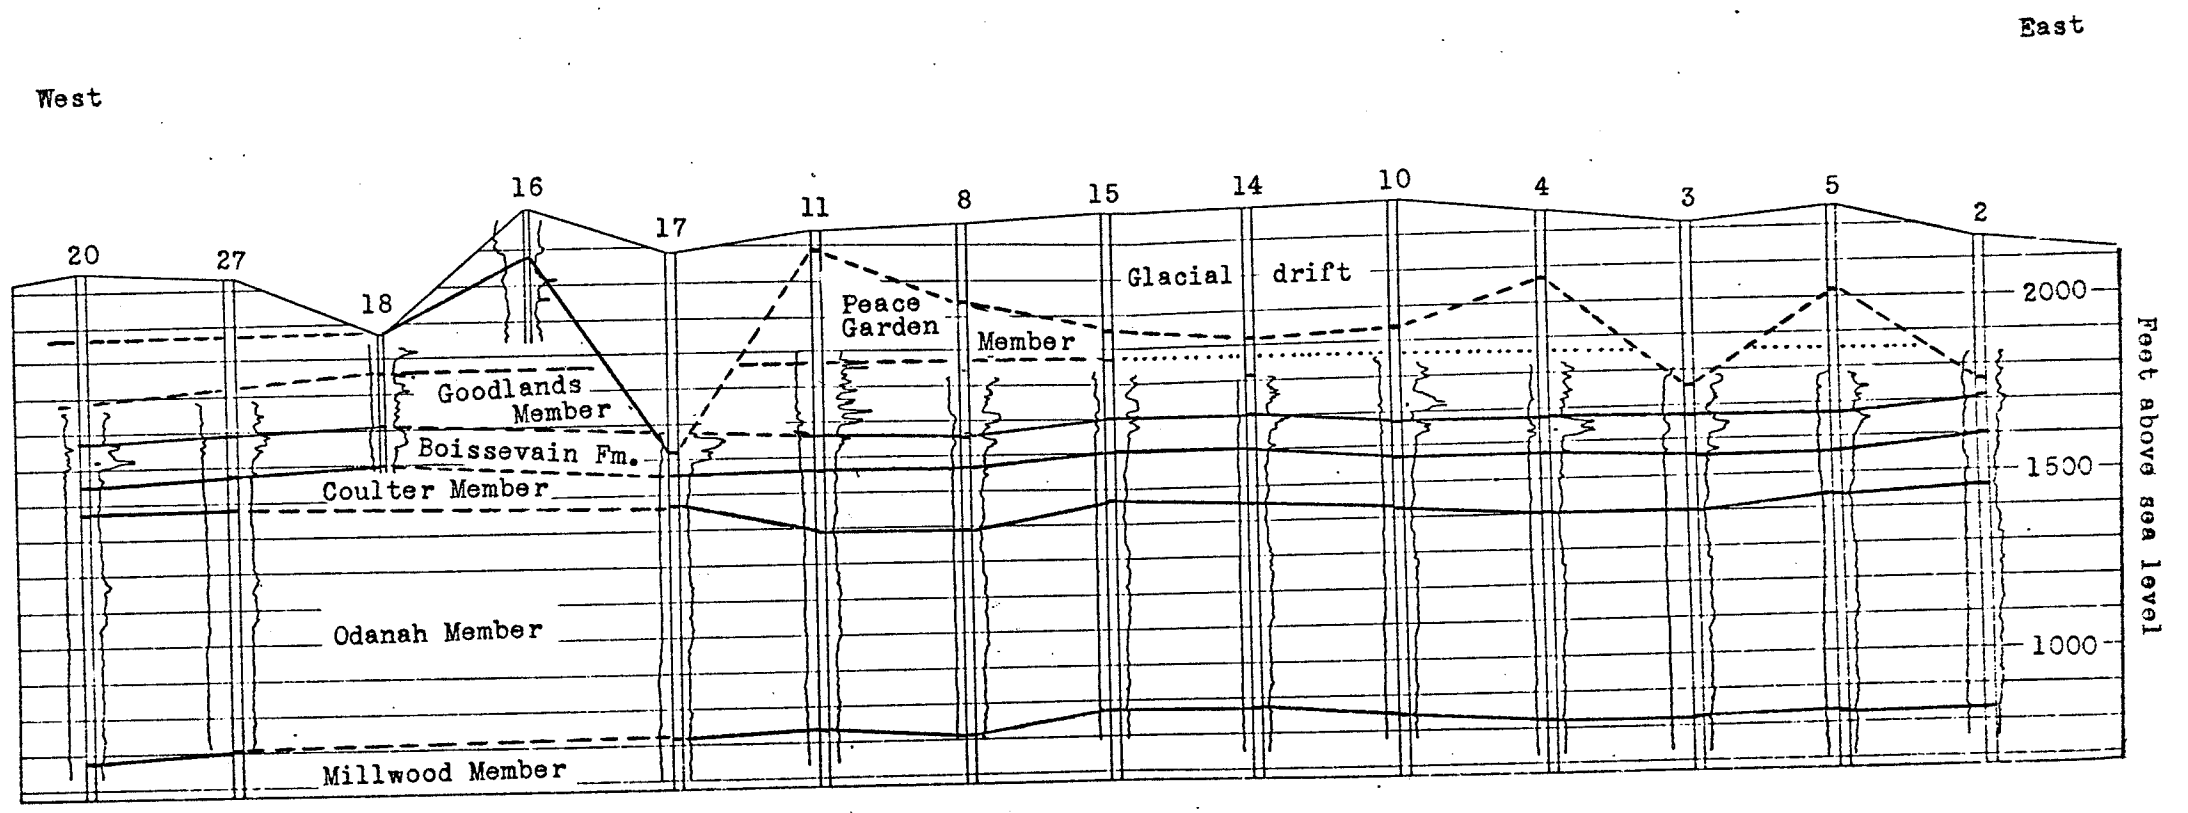 East
West
20
27
18
16
17
11
8
15
14
10
4
3
5
2
Glacial drift
2000
Peace
Garden
Member
Goodlands
Member
Boissevain Fm.
Coulter Member
1500
Odanah Member
1000
Millwood Member
Feet above sea level